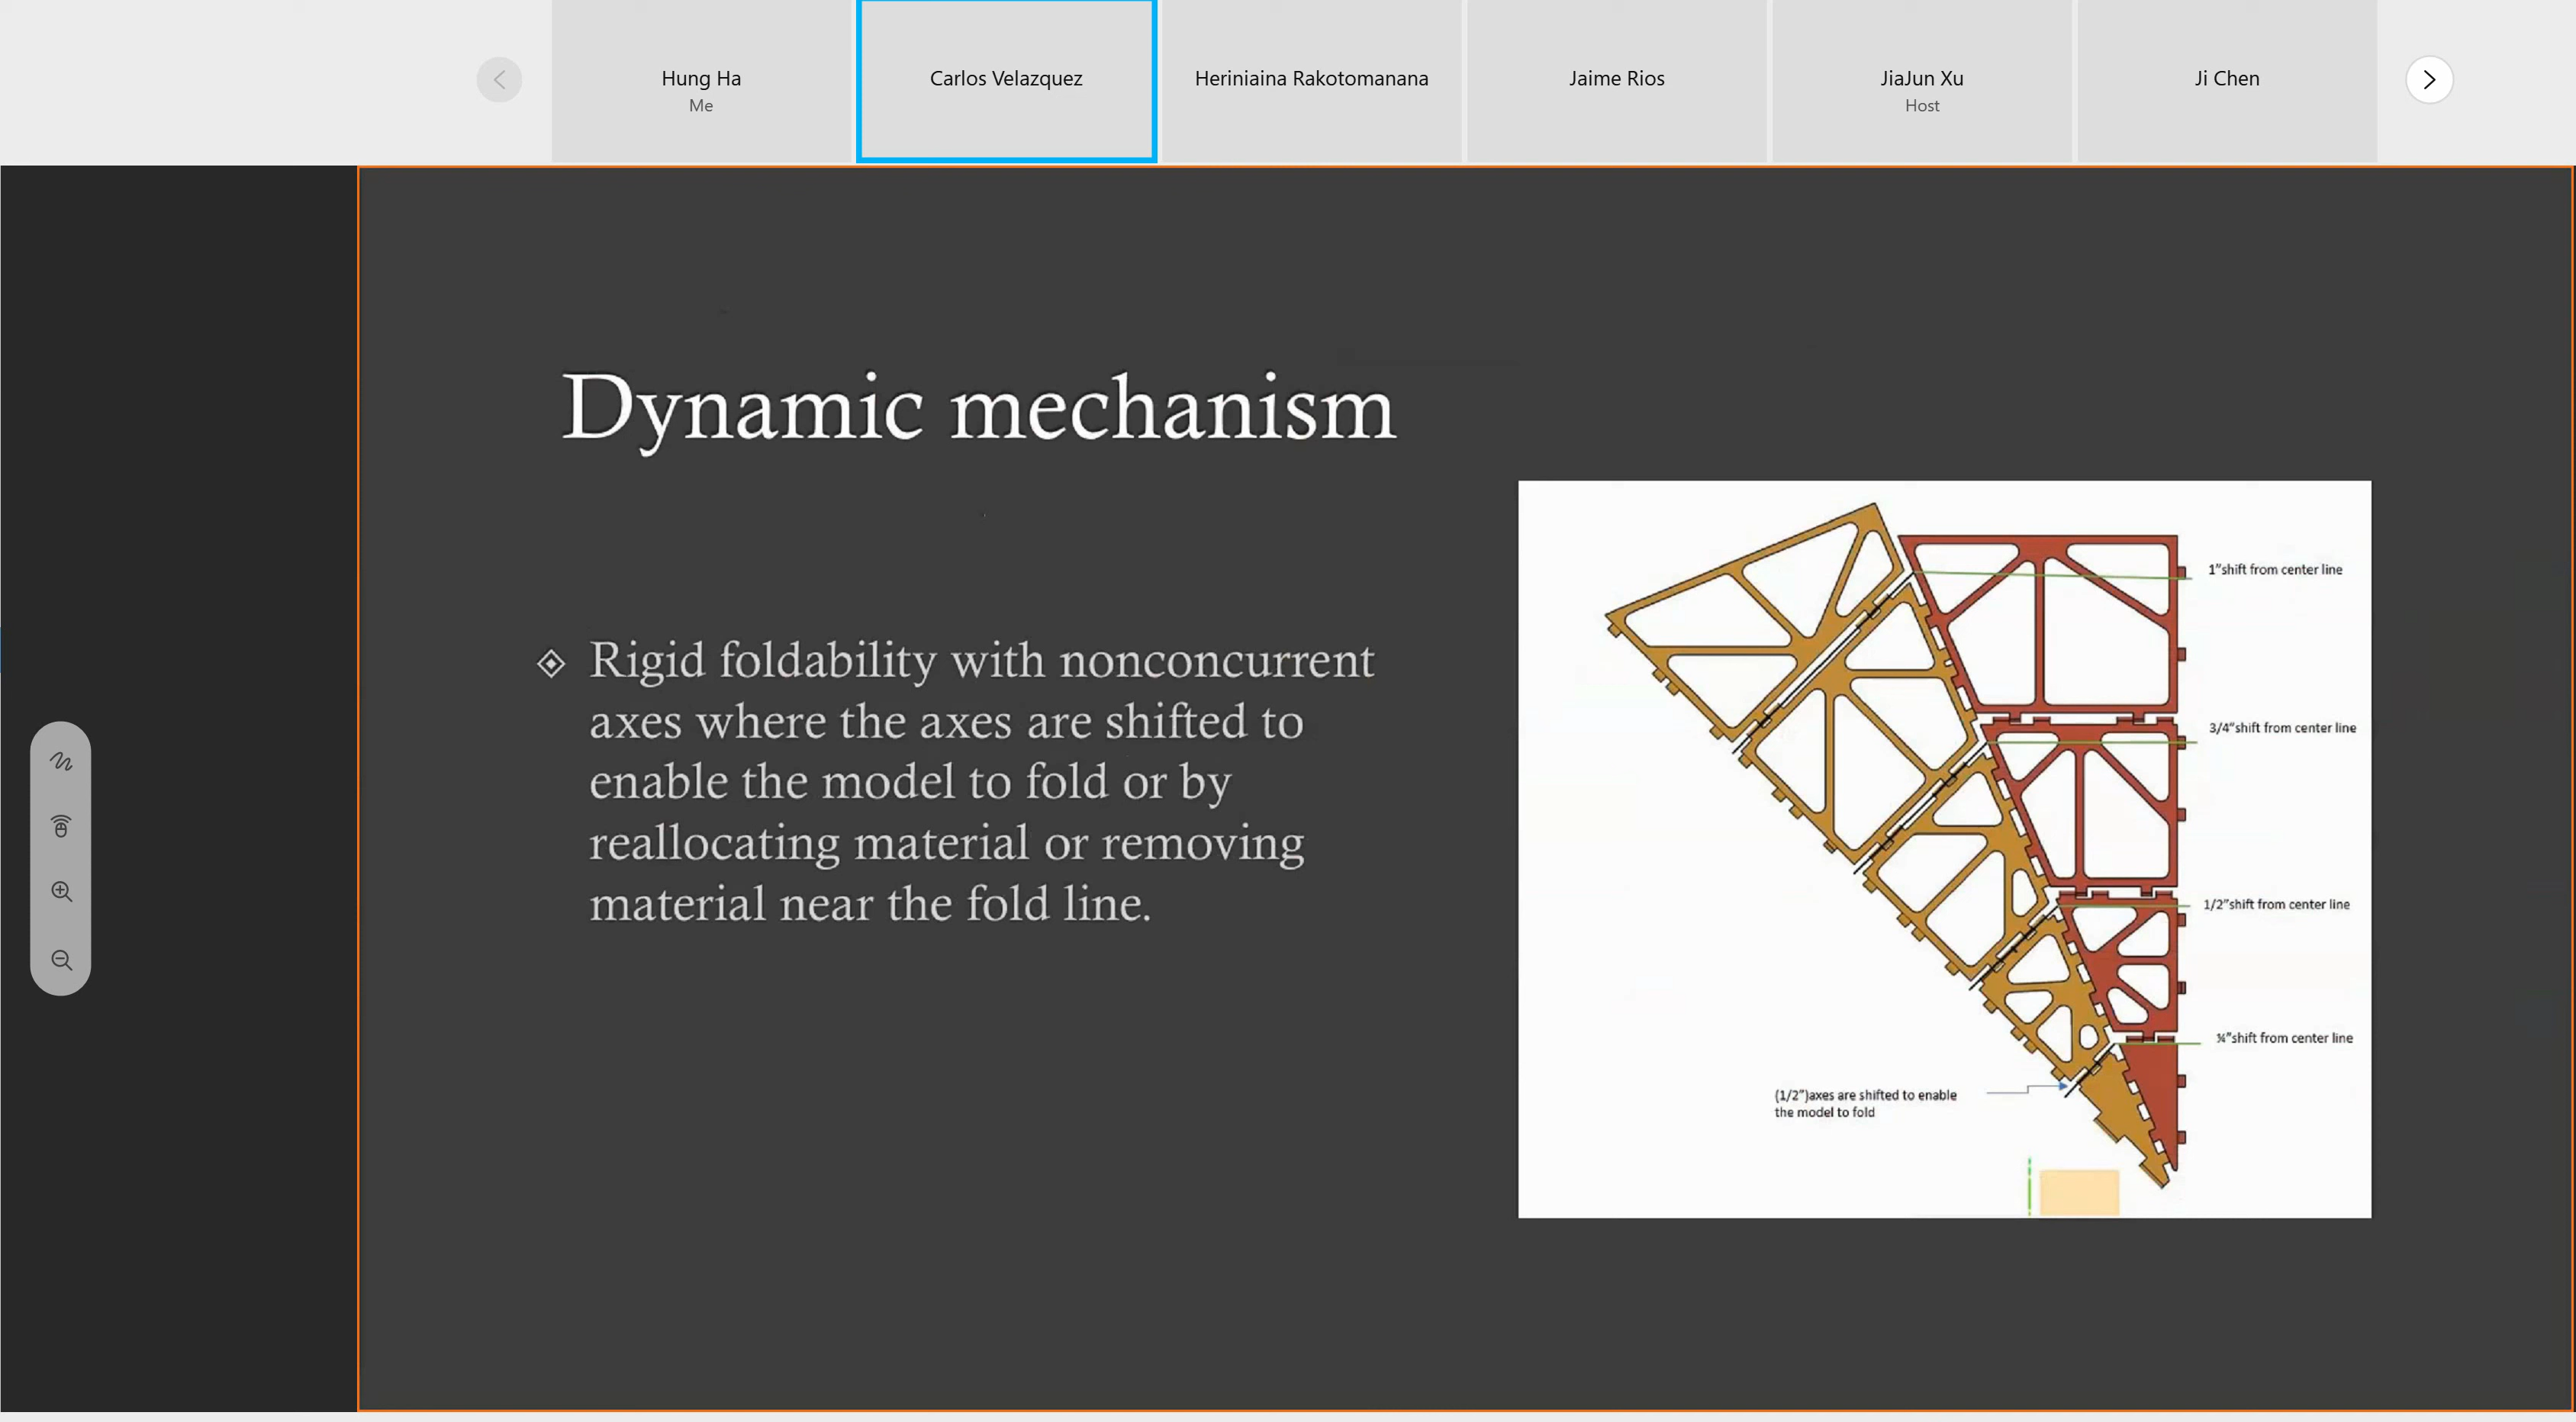 Hung Ha
Me
Carlos Velazquez
Heriniaina Rakotomanana
Jaime Rios
JiaJun Xu
Host
Ji Chen
Dynamic mechanism
Rigid foldability with nonconcurrent
axes where the axes are shifted to
enable the model to fold or by
reallocating material or removing
material near the fold line.
1"shift from center line
3/4"shift from center line
1/2"shift from center line
¼"shift from center line
(1/2")axes are shifted to enable
the model to fold